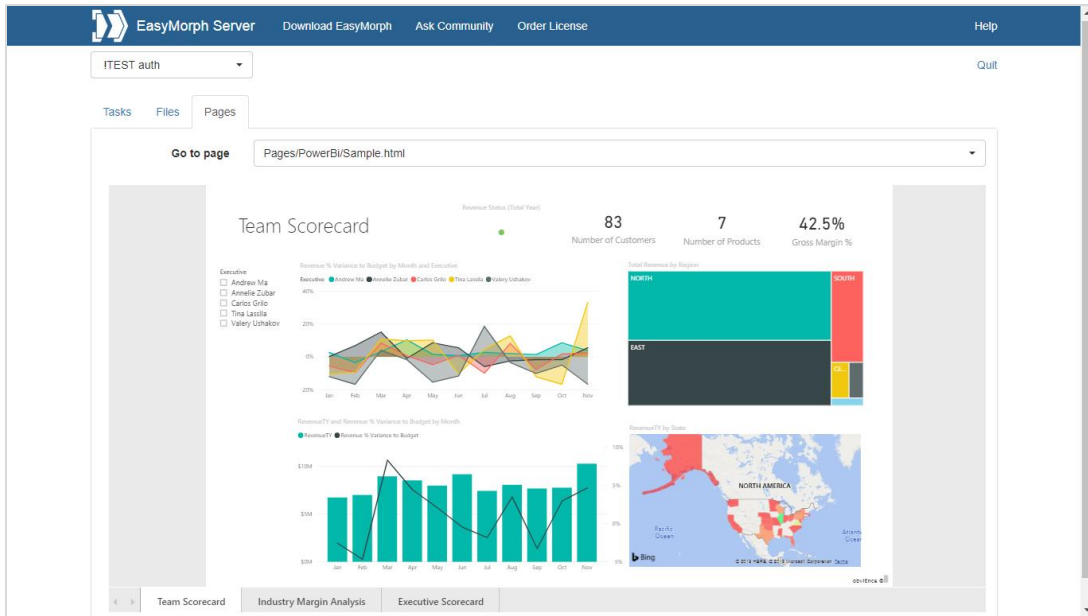 EasyMorph Server Download EasyMorph Ask Community Order License Help
!TEST auth Quit
Tasks Files Pages
Go to page Pages/PowerBi/Sample.html
Team Scorecard
Revenue Status (Total Year)
83
Number of Customers
7
Number of Products
42.5%
Gross Margin %
Executive
Andrew Ma
Annelie Zubar
Carlos Grilo
Tina Lassila
Valery Ushakov
Revenue % Variance to Budget by Month and Executive
Executive Andrew Ma Annelie Zubar Carlos Grilo Tina Lassila Valery Ushakov
40%
20%
0%
20%
Jan Feb Mar Apr May Jun Jul Aug Sep Oct Nov
Total Revenue by Region
NORTH
SOUTH
EAST
CE...
RevenueTY and Revenue % Variance to Budget by Month
RevenueTY Revenue % Variance to Budget
$10M
$5M
$0M
10%
5%
0%
5%
Jan Feb Mar Apr May Jun Jul Aug Sep Oct Nov
RevenueTY by State
NORTH AMERICA
Pacific
Ocean
Bing
obviEnce ©
Team Scorecard Industry Margin Analysis Executive Scorecard